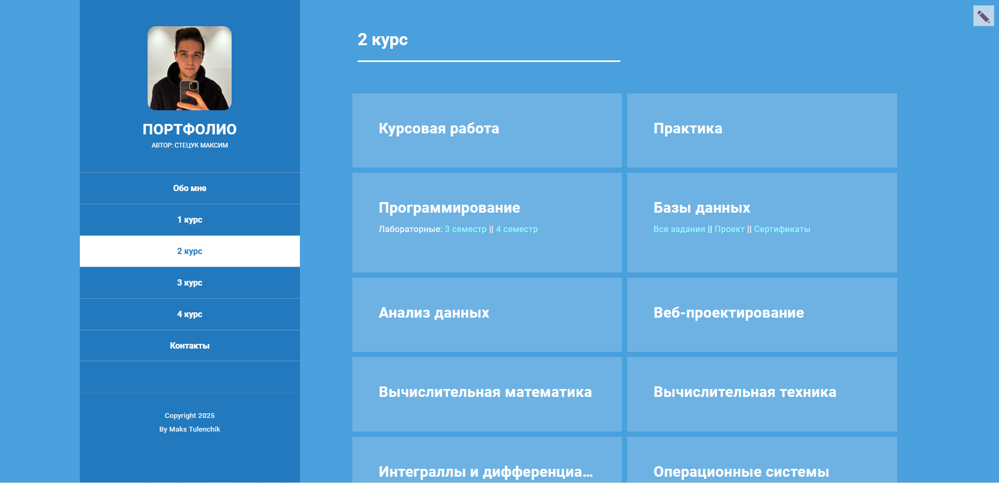 ПОРТФОЛИО
АВТОР: СТЕЦУК МАКСИМ
Обо мне
1 курс
2 курс
3 курс
4 курс
Контакты
Copyright 2025
By Maks Tulenchik
2 курс
Курсовая работа
Практика
Программирование
Лабораторные: 3 семестр || 4 семестр
Базы данных
Все задания || Проект || Сертификаты
Анализ данных
Веб-проектирование
Вычислительная математика
Вычислительная техника
Интеграллы и дифференциа...
Операционные системы